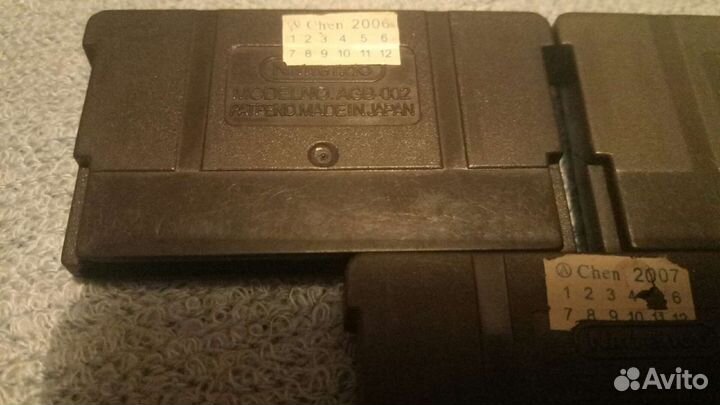 Ⓐ Chen 2006
1 2 3 4 5 6
7 8 9 10 11 12
MODEL NO. AGB-002
PAT.PEND. MADE IN JAPAN
Ⓐ Chen 2007
1 2 3 4 6
7 8 9 10 11 12
Avito